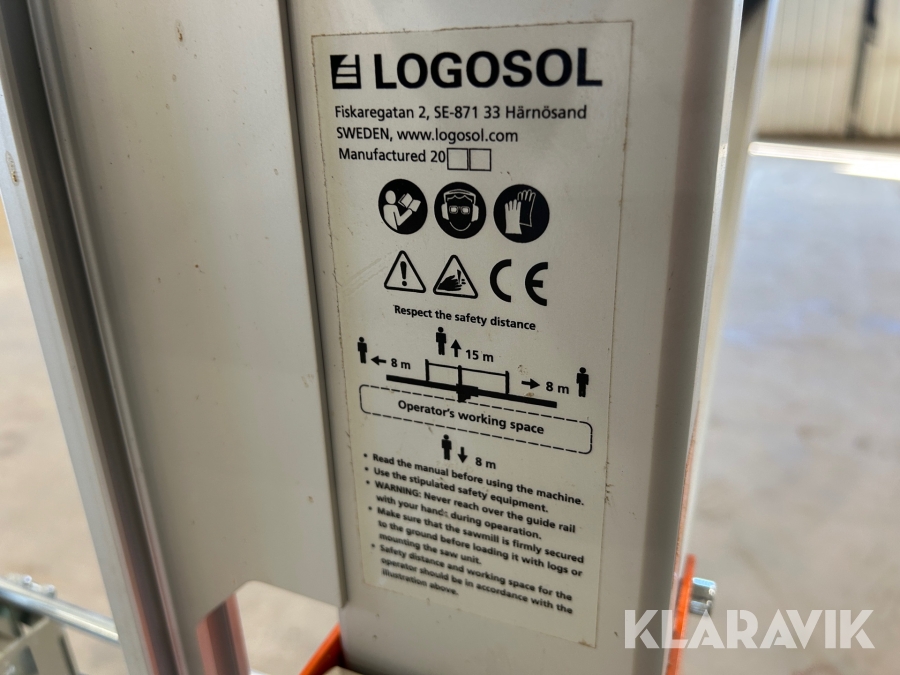 LOGOSOL
Fiskaregatan 2, SE-871 33 Härnösand
SWEDEN, www.logosol.com
Manufactured 20
CE
Respect the safety distance
15 m
8 m
8 m
Operator's working space
8 m
• Read the manual before using the machine.
• Use the stipulated safety equipment.
• WARNING: Never reach over the guide rail
with your hands during opearation.
• Make sure that the sawmill is firmly secured
to the ground before loading it with logs or
mounting the saw unit.
• Safety distance and working space for the
operator should be in accordance with the
illustration above.
KLARAVIK